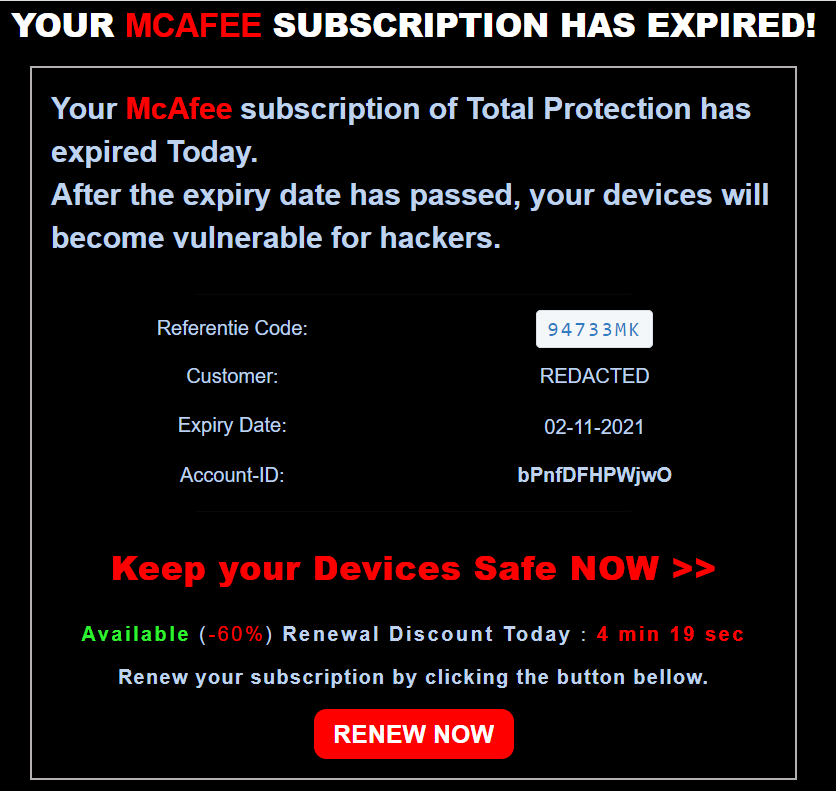 YOUR MCAFEE SUBSCRIPTION HAS EXPIRED!
Your McAfee subscription of Total Protection has
expired Today.
After the expiry date has passed, your devices will
become vulnerable for hackers.
Referentie Code: 94733MK
Customer: REDACTED
Expiry Date: 02-11-2021
Account-ID: bPnfDFHPWjwO
Keep your Devices Safe NOW >>
Available (-60%) Renewal Discount Today : 4 min 19 sec
Renew your subscription by clicking the button bellow.
RENEW NOW